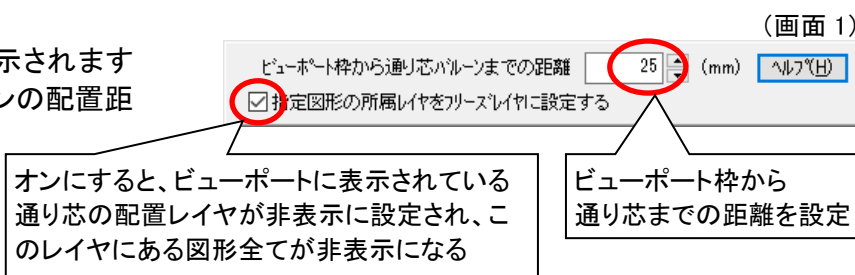 (画面 1)
示されます
ンの配置距
ビューポート枠から通り芯バルーンまでの距離 25 (mm) ヘルプ(H)
指定図形の所属レイヤをフリーズレイヤに設定する
オンにすると、ビューポートに表示されている
通り芯の配置レイヤが非表示に設定され、こ
のレイヤにある図形全てが非表示になる
ビューポート枠から
通り芯までの距離を設定